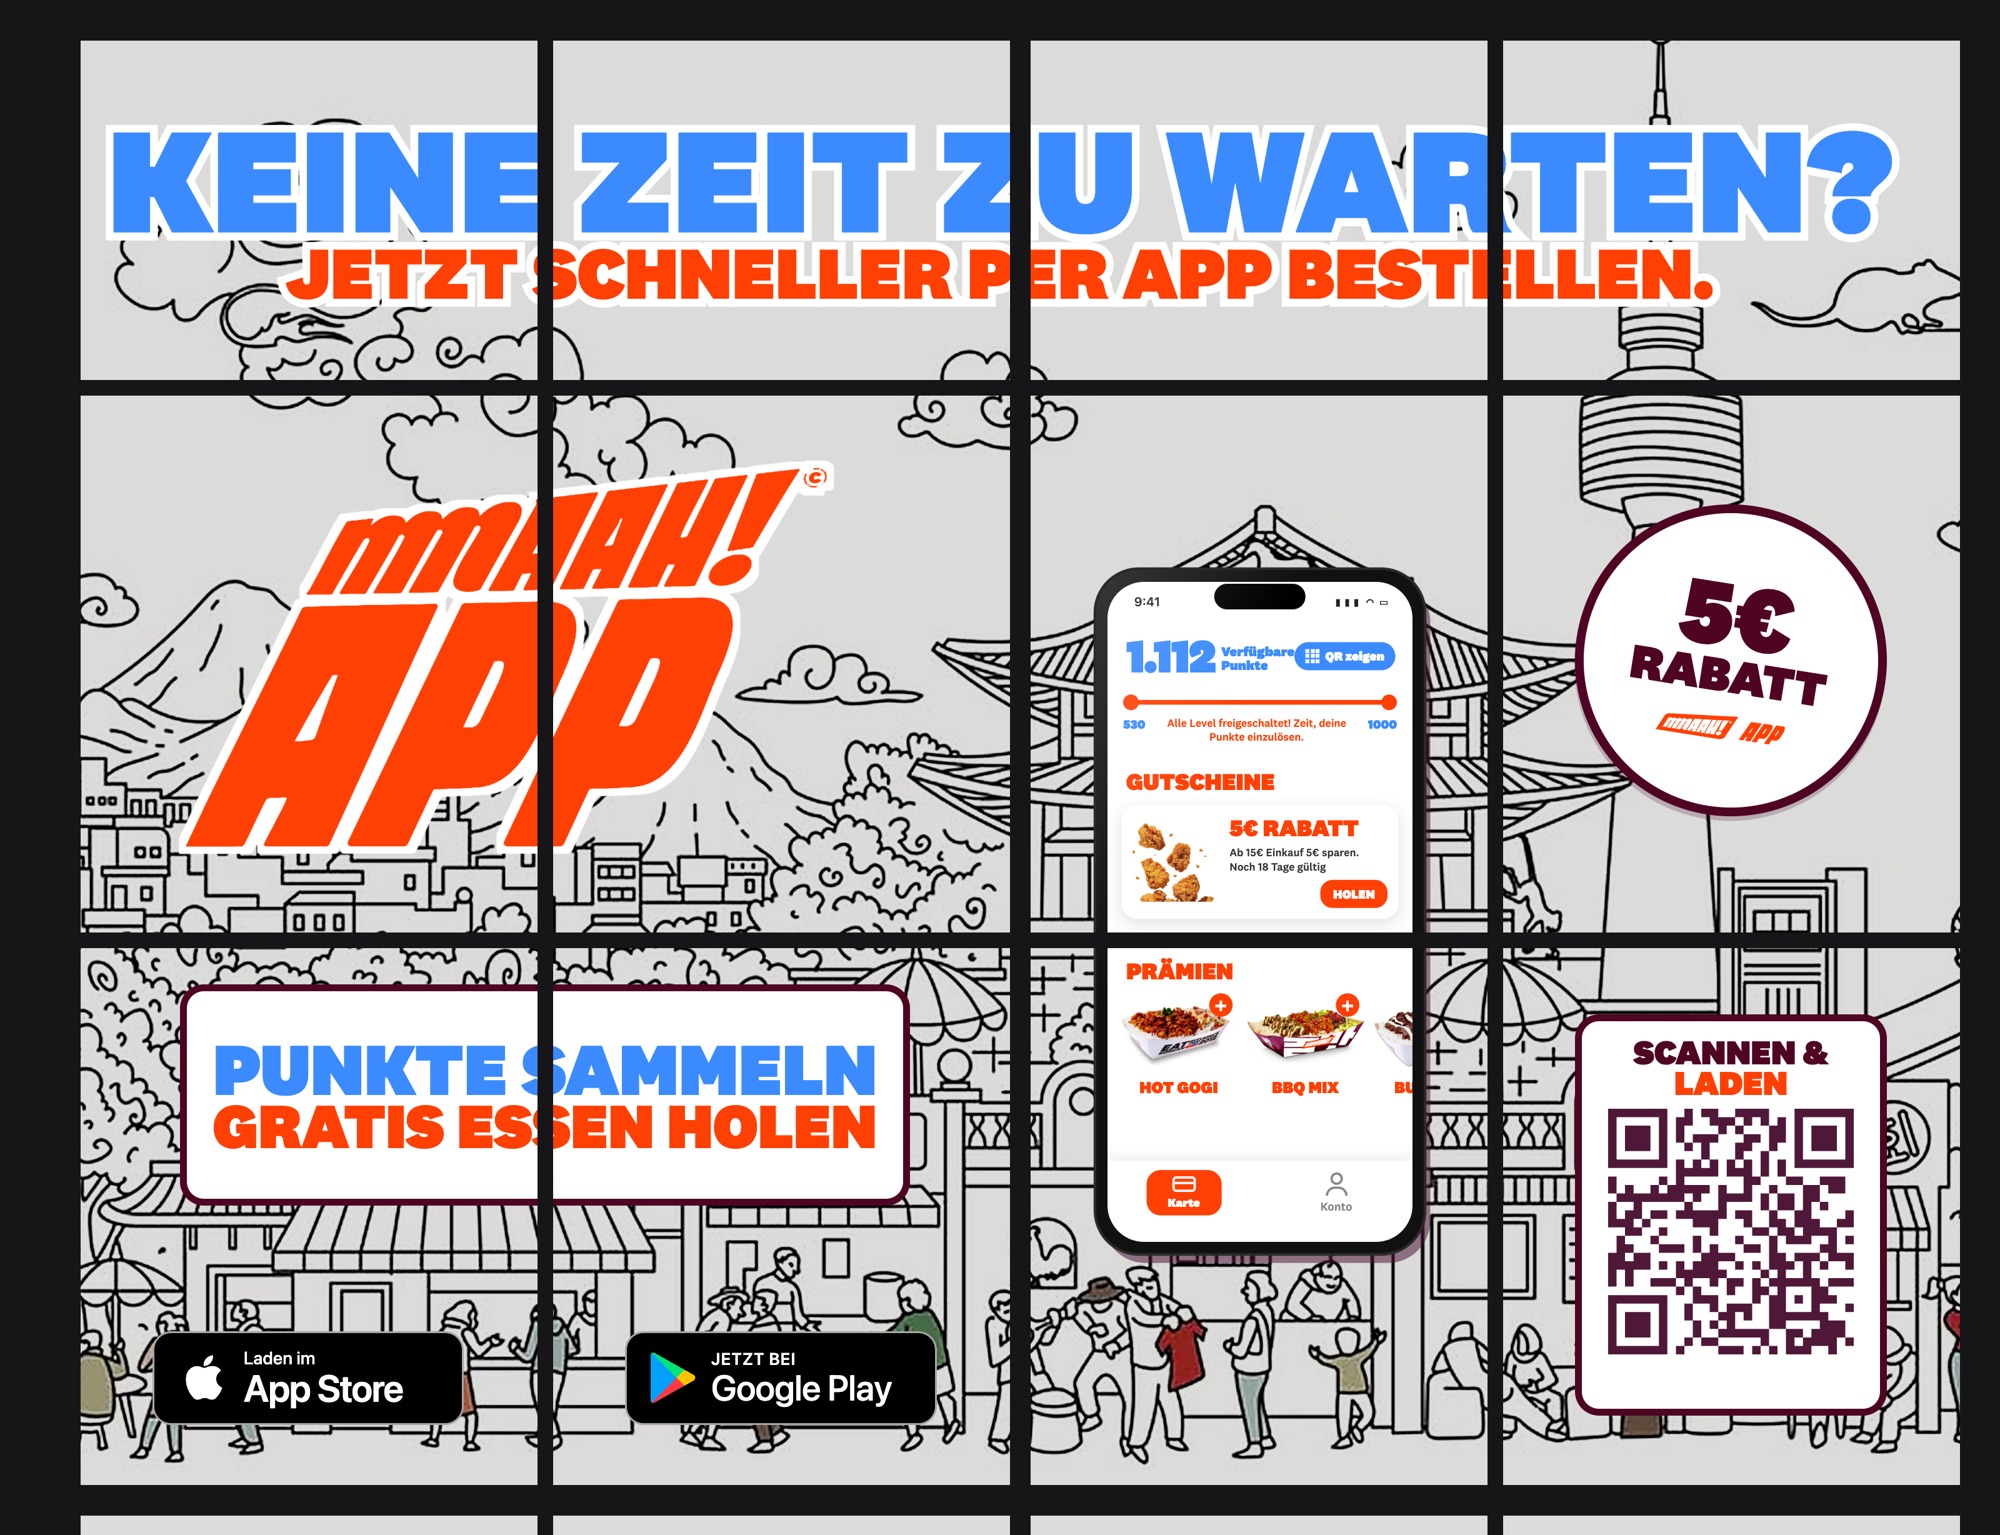 KEINE ZEIT ZU WARTEN?
JETZT SCHNELLER PER APP BESTELLEN.
mmAAH! ©
APP
9:41
1.112 Verfügbare Punkte
QR zeigen
530
Alle Level freigeschaltet! Zeit, deine
Punkte einzulösen.
1000
GUTSCHEINE
5€ RABATT
Ab 15€ Einkauf 5€ sparen.
Noch 18 Tage gültig
HOLEN
PRÄMIEN
HOT GOGI
BBQ MIX
BU
Karte
Konto
5€
RABATT
mmAAH! APP
PUNKTE SAMMELN
GRATIS ESSEN HOLEN
Laden im
App Store
JETZT BEI
Google Play
SCANNEN &
LADEN